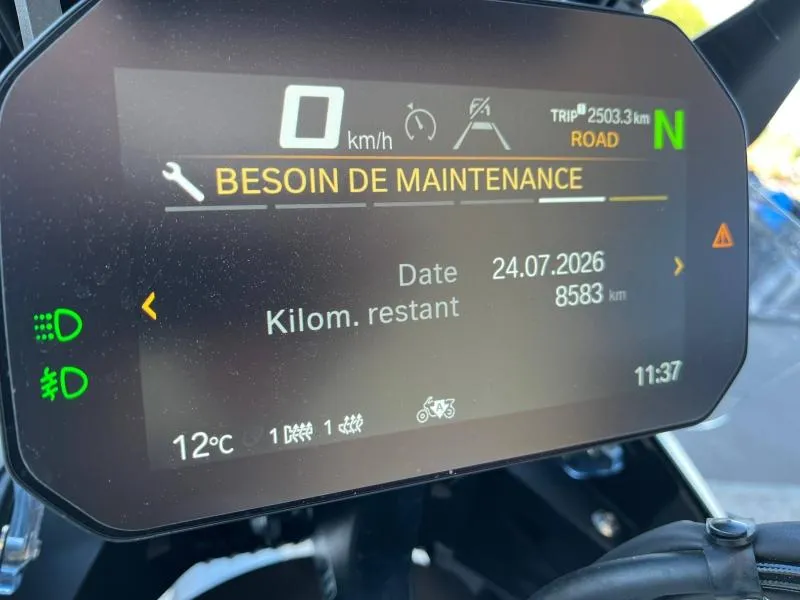 0 km/h
TRIP 1 2503.3 km
ROAD
N
BESOIN DE MAINTENANCE
Date 24.07.2026
Kilom. restant 8583 km
11:37
12°C 1 1
A